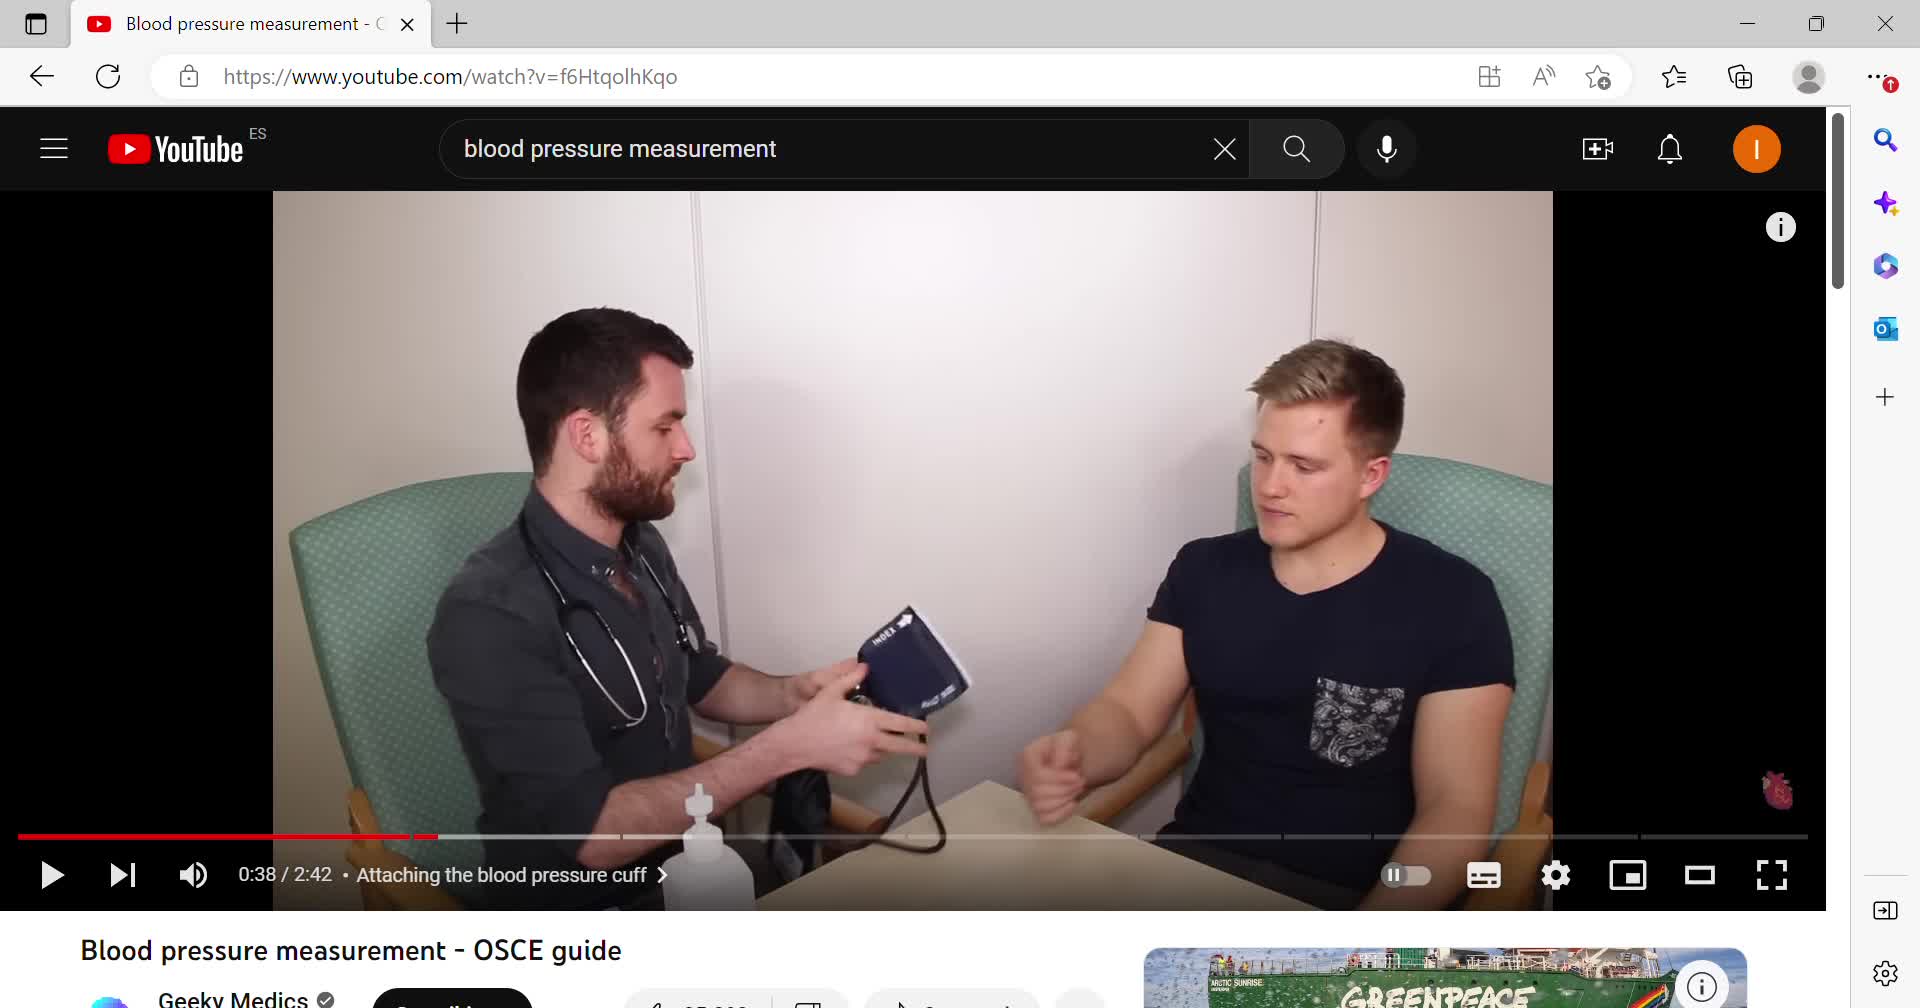 Blood pressure measurement -
https://www.youtube.com/watch?v=f6HtqolhKqo
YouTube ES
blood pressure measurement
I
INDEX
0:38 / 2:42 • Attaching the blood pressure cuff
Blood pressure measurement - OSCE guide
Geeky Medics
ARCTIC SUNRISE
GREENPEACE